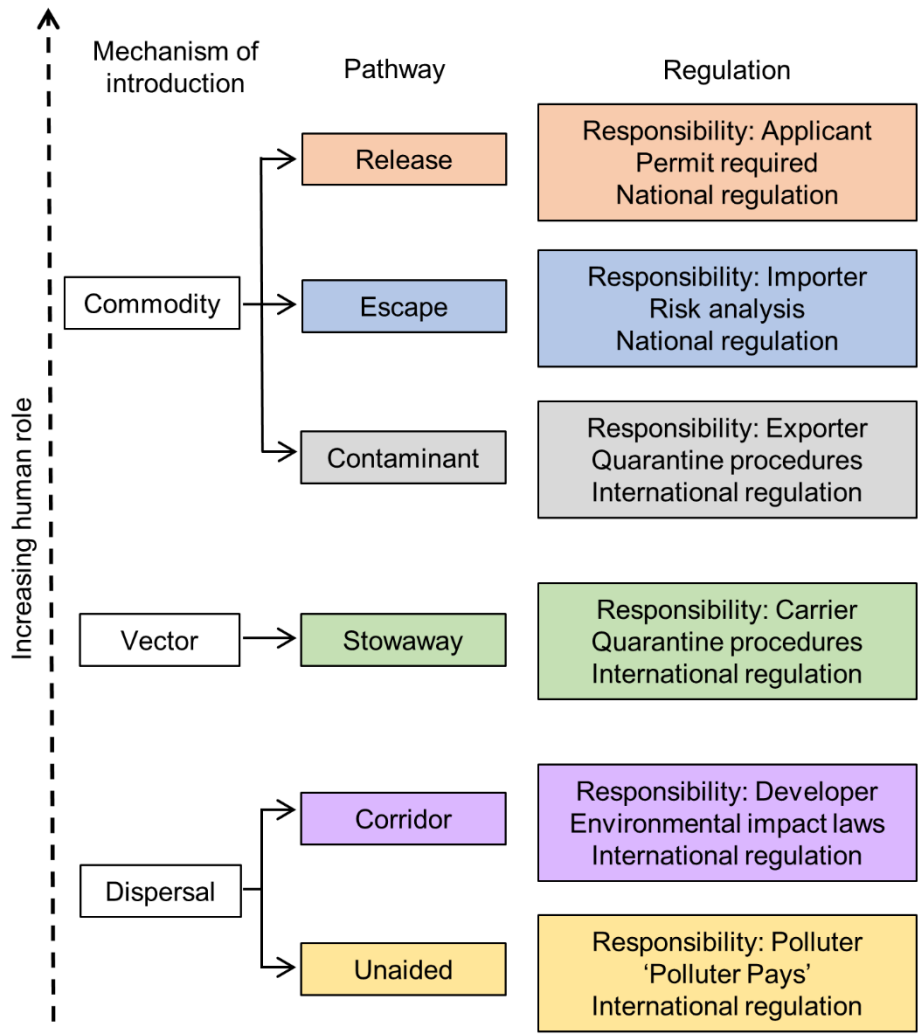 Mechanism of
introduction
Pathway
Regulation
Increasing human role
Commodity
Release
Responsibility: Applicant
Permit required
National regulation
Escape
Responsibility: Importer
Risk analysis
National regulation
Contaminant
Responsibility: Exporter
Quarantine procedures
International regulation
Vector
Stowaway
Responsibility: Carrier
Quarantine procedures
International regulation
Dispersal
Corridor
Responsibility: Developer
Environmental impact laws
International regulation
Unaided
Responsibility: Polluter
‘Polluter Pays’
International regulation